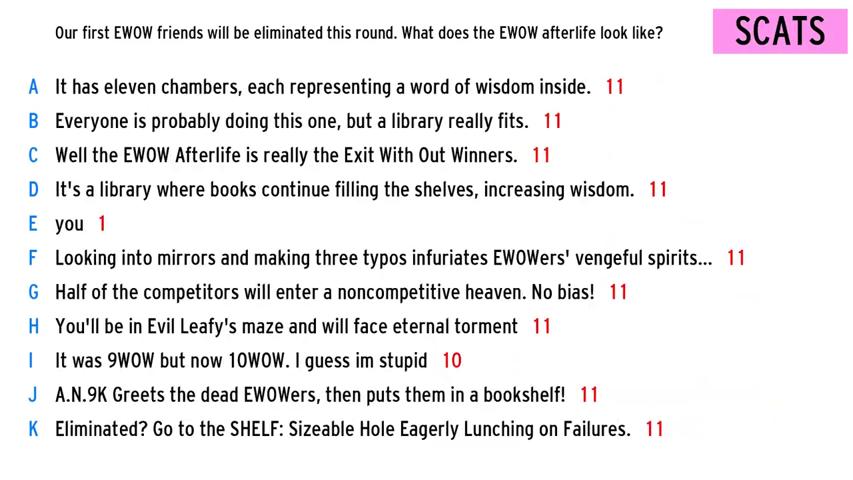 Our first EWOW friends will be eliminated this round. What does the EWOW afterlife look like?
SCATS
A It has eleven chambers, each representing a word of wisdom inside. 11
B Everyone is probably doing this one, but a library really fits. 11
C Well the EWOW Afterlife is really the Exit With Out Winners. 11
D It's a library where books continue filling the shelves, increasing wisdom. 11
E you 1
F Looking into mirrors and making three typos infuriates EWOWers' vengeful spirits... 11
G Half of the competitors will enter a noncompetitive heaven. No bias! 11
H You'll be in Evil Leafy's maze and will face eternal torment 11
I It was 9WOW but now 10WOW. I guess im stupid 10
J A.N.9K Greets the dead EWOWers, then puts them in a bookshelf! 11
K Eliminated? Go to the SHELF: Sizeable Hole Eagerly Lunching on Failures. 11